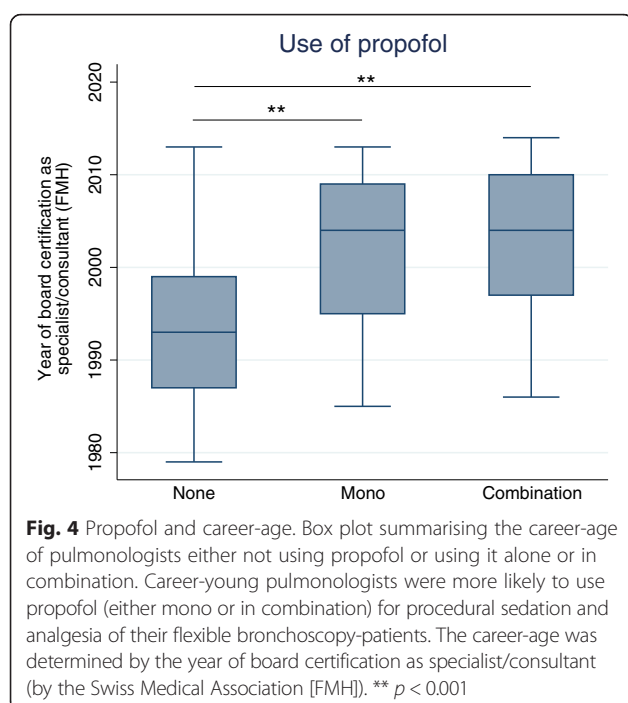 Use of propofol
**
**
Year of board certification as
specialist/consultant (FMH)
2020
2010
2000
1990
1980
None Mono Combination
Fig. 4 Propofol and career-age. Box plot summarising the career-age
of pulmonologists either not using propofol or using it alone or in
combination. Career-young pulmonologists were more likely to use
propofol (either mono or in combination) for procedural sedation and
analgesia of their flexible bronchoscopy-patients. The career-age was
determined by the year of board certification as specialist/consultant
(by the Swiss Medical Association [FMH]). ** p < 0.001